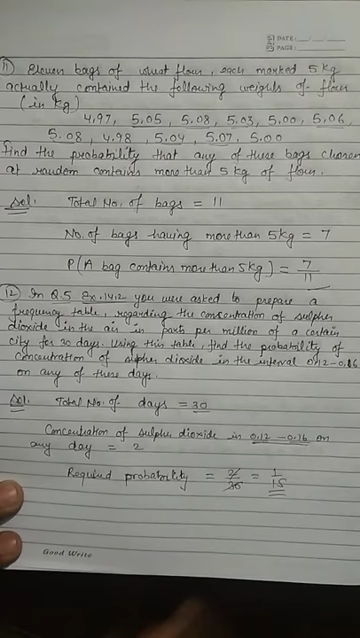 DATE:
PAGE:
11) Eleven bags of wheat flour, each marked 5 kg
actually contained the following weights of flour
(in kg)
4.97, 5.05, 5.08, 5.03, 5.00, 5.06,
5.08, 4.98, 5.04, 5.07, 5.00
Find the probability that any of these bags chosen
at random contains more than 5 kg of flour.
Sol. Total No. of bags = 11
No. of bags having more than 5kg = 7
P(A bag contains more than 5kg) = 7/11
12) In Q.5 Ex.14.2, you were asked to prepare a
frequency table, regarding the concentration of sulpher
dioxide in the air in parts per million of a certain
city for 30 days. Using this table, find the probability of
concentration of sulpher dioxide in the interval 0.12-0.16
on any of these days.
Sol. Total No. of days = 30
Concentration of sulpher dioxide in 0.12-0.16 on
any day = 2
Required probability = 2/30 = 1/15
Good Write